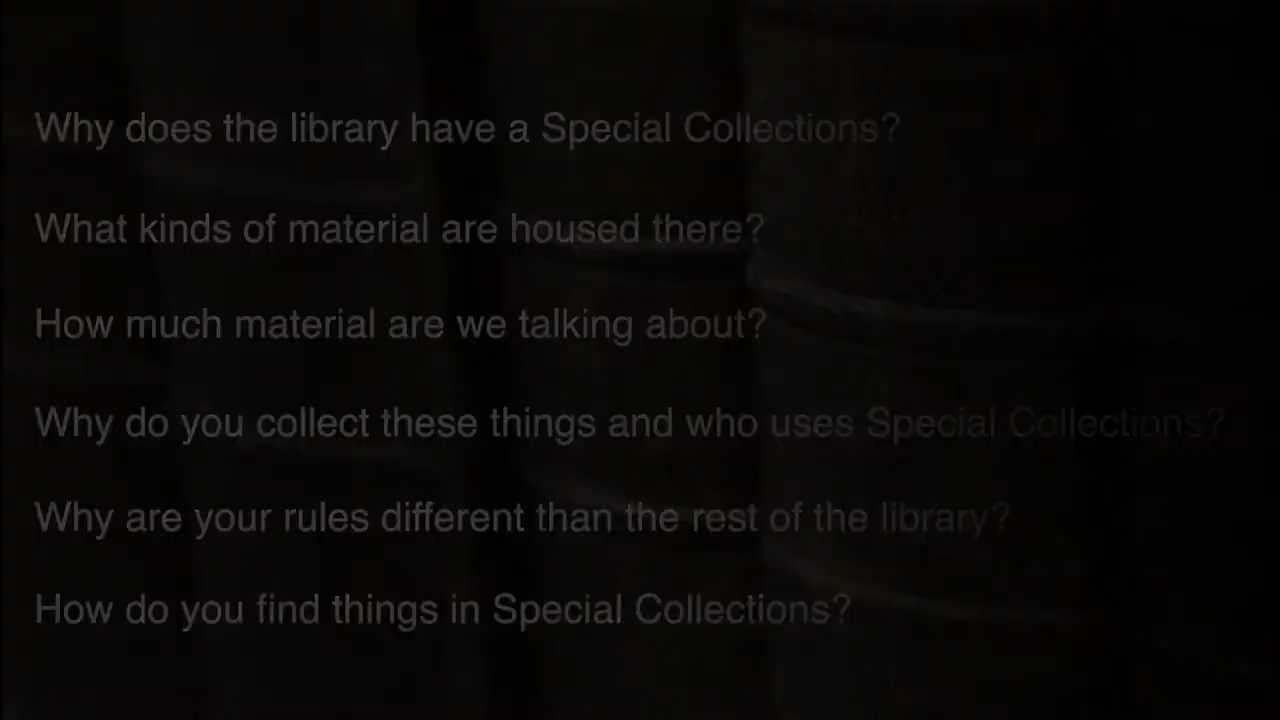 Why does the library have a Special Collections?
What kinds of material are housed there?
How much material are we talking about?
Why do you collect these things and who uses Special Collections?
Why are your rules different than the rest of the library?
How do you find things in Special Collections?